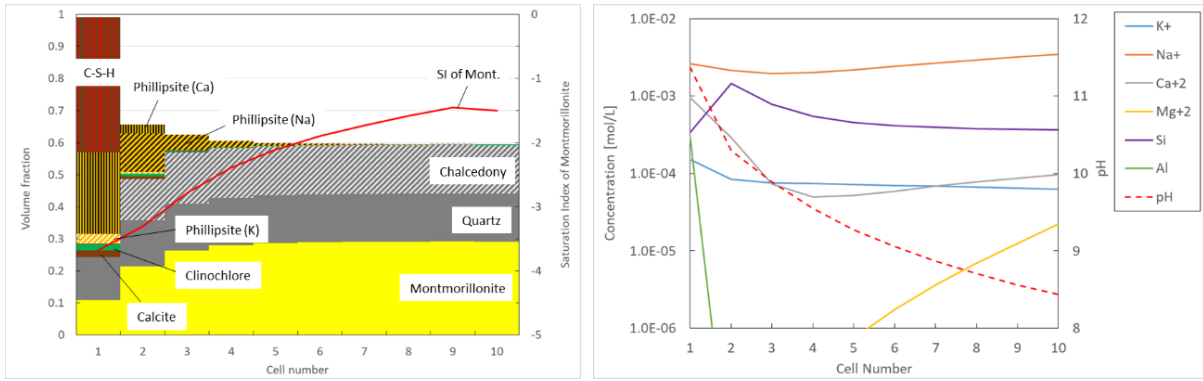 1
0.9
0.8
0.7
0.6
0.5
0.4
0.3
0.2
0.1
0
Volume fraction
C-S-H
Phillipsite (Ca)
Phillipsite (Na)
SI of Mont.
Chalcedony
Quartz
Phillipsite (K)
Clinochlore
Montmorillonite
Calcite
1 2 3 4 5 6 7 8 9 10
Cell number
0
-1
-2
-3
-4
-5
Saturation Index of Montmorillonite
1.0E-02
1.0E-03
1.0E-04
1.0E-05
1.0E-06
Concentration [mol/L]
1 2 3 4 5 6 7 8 9 10
Cell Number
12
11
10
9
8
pH
K+
Na+
Ca+2
Mg+2
Si
Al
pH